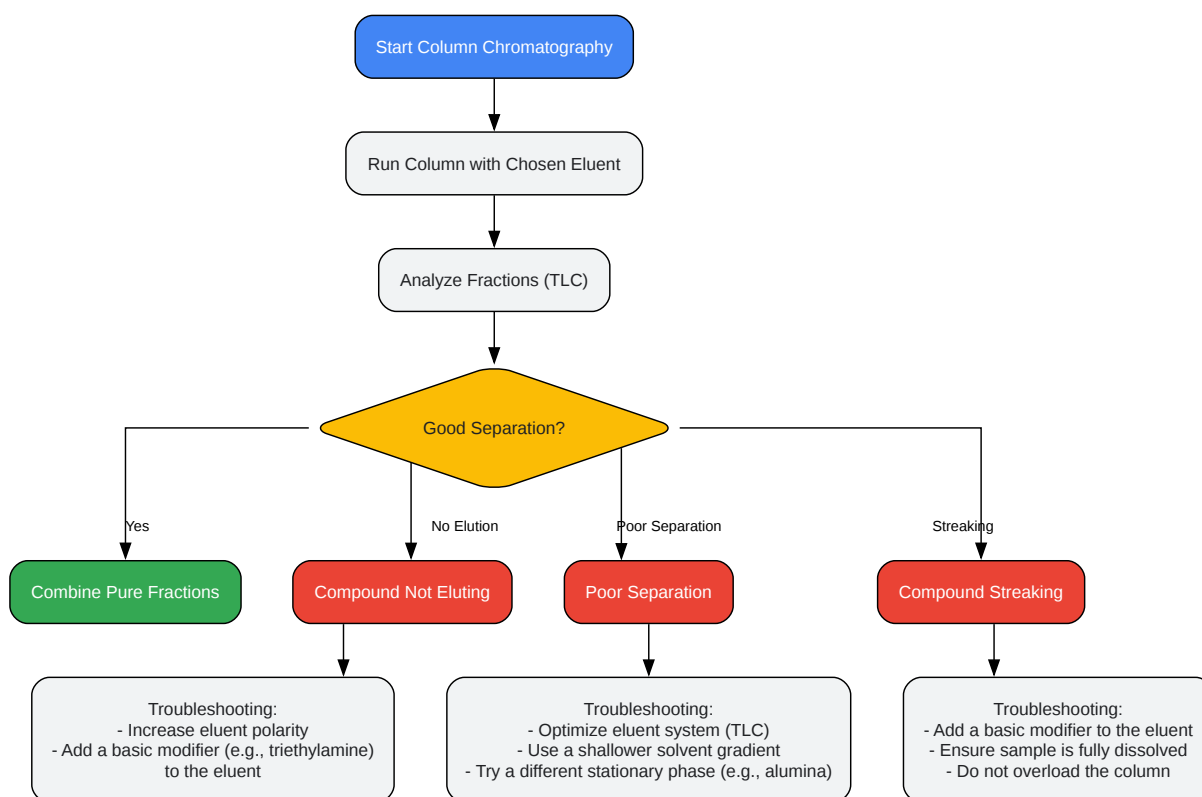 Start Column Chromatography
Run Column with Chosen Eluent
Analyze Fractions (TLC)
Good Separation?
Yes
No Elution
Poor Separation
Streaking
Combine Pure Fractions
Compound Not Eluting
Poor Separation
Compound Streaking
Troubleshooting:
- Increase eluent polarity
- Add a basic modifier (e.g., triethylamine)
to the eluent
Troubleshooting:
- Optimize eluent system (TLC)
- Use a shallower solvent gradient
- Try a different stationary phase (e.g., alumina)
Troubleshooting:
- Add a basic modifier to the eluent
- Ensure sample is fully dissolved
- Do not overload the column